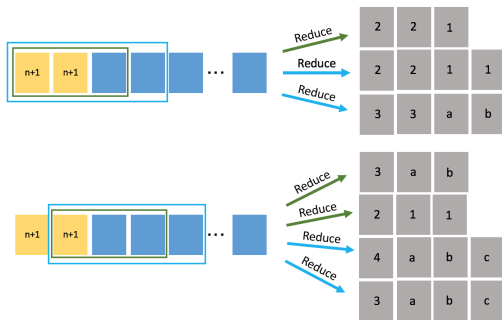 Reduce 2 2 1
n+1 n+1 ... Reduce 2 2 1 1
Reduce 3 3 a b
Reduce 3 a b
n+1 n+1 ... Reduce 2 1 1
Reduce 4 a b c
Reduce 3 a b c